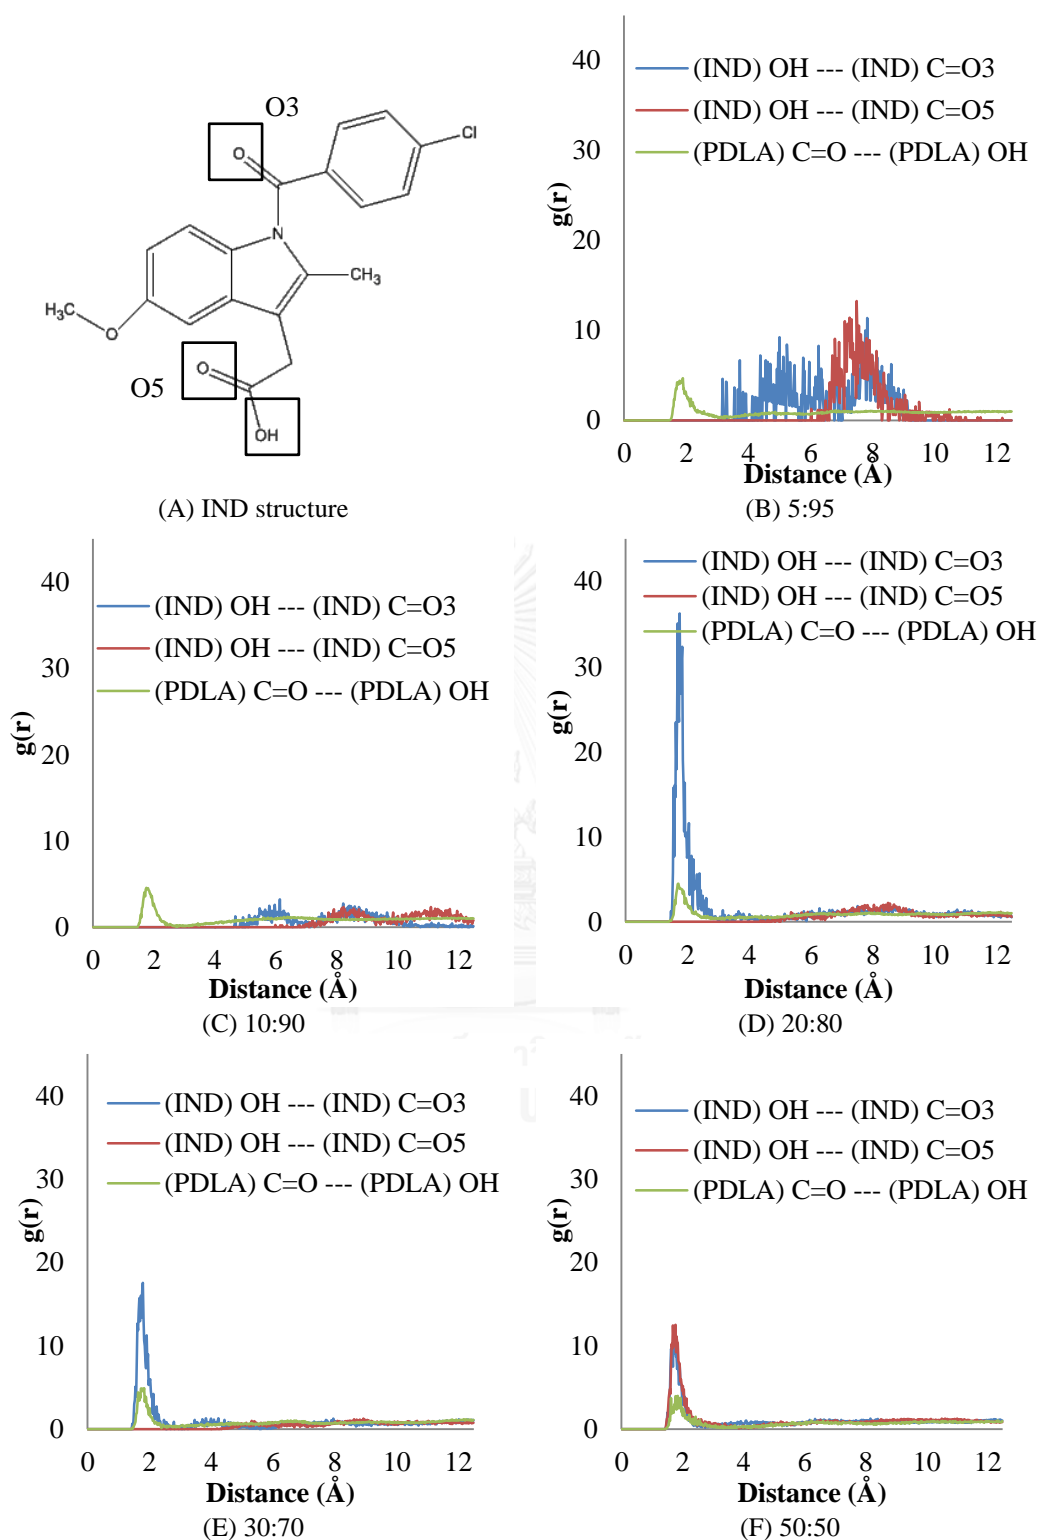 O3
O
Cl
N
CH3
H3C
O
O
O5
OH
(A) IND structure
(IND) OH --- (IND) C=O3
(IND) OH --- (IND) C=O5
(PDLA) C=O --- (PDLA) OH
g(r)
40
30
20
10
0
0 2 4 6 8 10 12
Distance (Å)
(B) 5:95
(IND) OH --- (IND) C=O3
(IND) OH --- (IND) C=O5
(PDLA) C=O --- (PDLA) OH
g(r)
40
30
20
10
0
0 2 4 6 8 10 12
Distance (Å)
(C) 10:90
(IND) OH --- (IND) C=O3
(IND) OH --- (IND) C=O5
(PDLA) C=O --- (PDLA) OH
g(r)
40
30
20
10
0
0 2 4 6 8 10 12
Distance (Å)
(D) 20:80
(IND) OH --- (IND) C=O3
(IND) OH --- (IND) C=O5
(PDLA) C=O --- (PDLA) OH
g(r)
40
30
20
10
0
0 2 4 6 8 10 12
Distance (Å)
(E) 30:70
(IND) OH --- (IND) C=O3
(IND) OH --- (IND) C=O5
(PDLA) C=O --- (PDLA) OH
g(r)
40
30
20
10
0
0 2 4 6 8 10 12
Distance (Å)
(F) 50:50